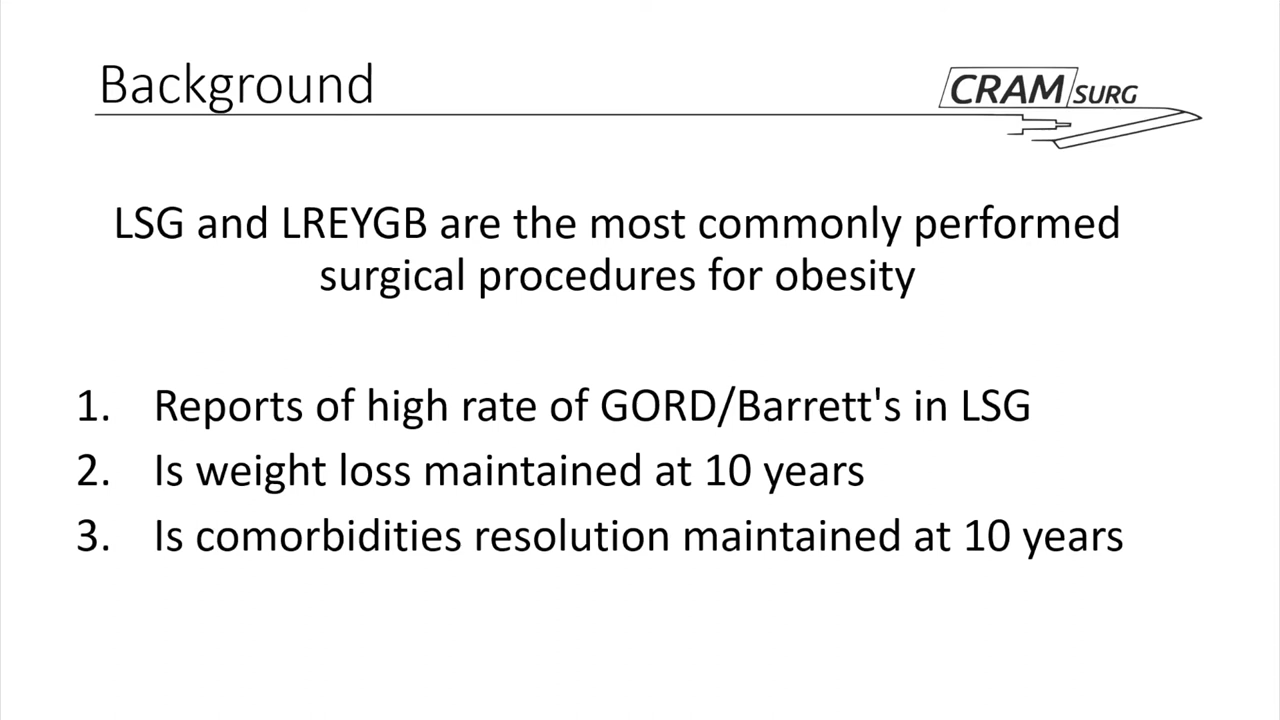 Background
CRAM SURG
LSG and LREYGB are the most commonly performed
surgical procedures for obesity
1. Reports of high rate of GORD/Barrett's in LSG
2. Is weight loss maintained at 10 years
3. Is comorbidities resolution maintained at 10 years